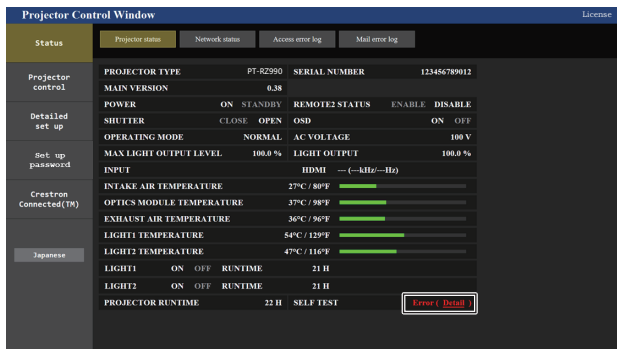 Projector Control Window
License
Status
Projector status
Network status
Access error log
Mail error log
Projector
control
Detailed
set up
Set up
password
Crestron
Connected(TM)
Japanese
PROJECTOR TYPE PT-RZ990 SERIAL NUMBER 123456789012
MAIN VERSION 0.38
POWER ON STANDBY REMOTE2 STATUS ENABLE DISABLE
SHUTTER CLOSE OPEN OSD ON OFF
OPERATING MODE NORMAL AC VOLTAGE 100 V
MAX LIGHT OUTPUT LEVEL 100.0 % LIGHT OUTPUT 100.0 %
INPUT HDMI --- (---kHz/---Hz)
INTAKE AIR TEMPERATURE 27°C / 80°F
OPTICS MODULE TEMPERATURE 37°C / 98°F
EXHAUST AIR TEMPERATURE 36°C / 96°F
LIGHT1 TEMPERATURE 54°C / 129°F
LIGHT2 TEMPERATURE 47°C / 116°F
LIGHT1 ON OFF RUNTIME 21 H
LIGHT2 ON OFF RUNTIME 21 H
PROJECTOR RUNTIME 22 H SELF TEST Error ( Detail )